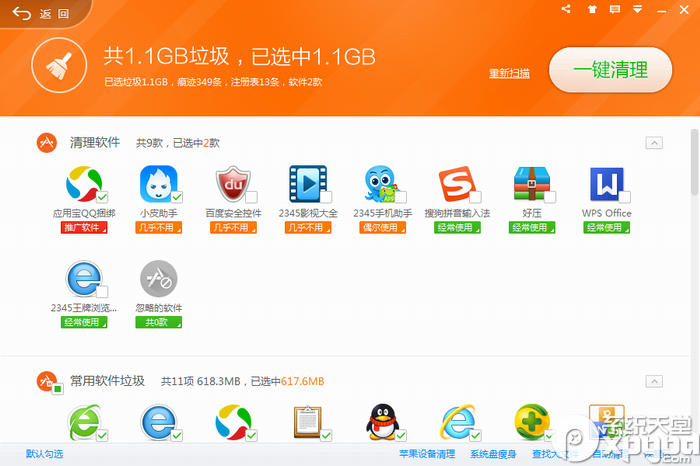 返 回
共1.1GB垃圾，已选中1.1GB
已选垃圾1.1GB，痕迹349条，注册表13条，软件2款
重新扫描
一键清理
清理软件 共9款，已选中2款
应用宝QQ捆绑 小皮助手 百度安全控件 2345影视大全 2345手机助手 搜狗拼音输入法 好压 WPS Office
推广软件 几乎不用 几乎不用 几乎不用 偶尔使用 经常使用 经常使用 经常使用
2345王牌浏览... 忽略的软件
经常使用 共0款
常用软件垃圾 共11项 618.3MB，已选中617.6MB
默认勾选 苹果设备清理 系统盘瘦身 查找大
系统天堂